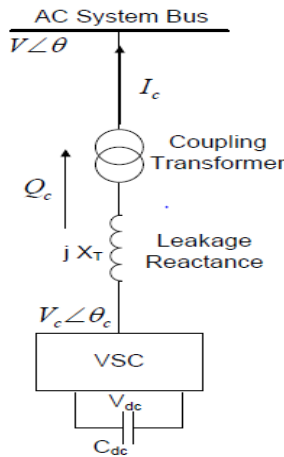 AC System Bus
V∠θ
I_c
Coupling
Transformer
Q_c
j X_T
Leakage
Reactance
V_c∠θ_c
VSC
V_dc
C_dc